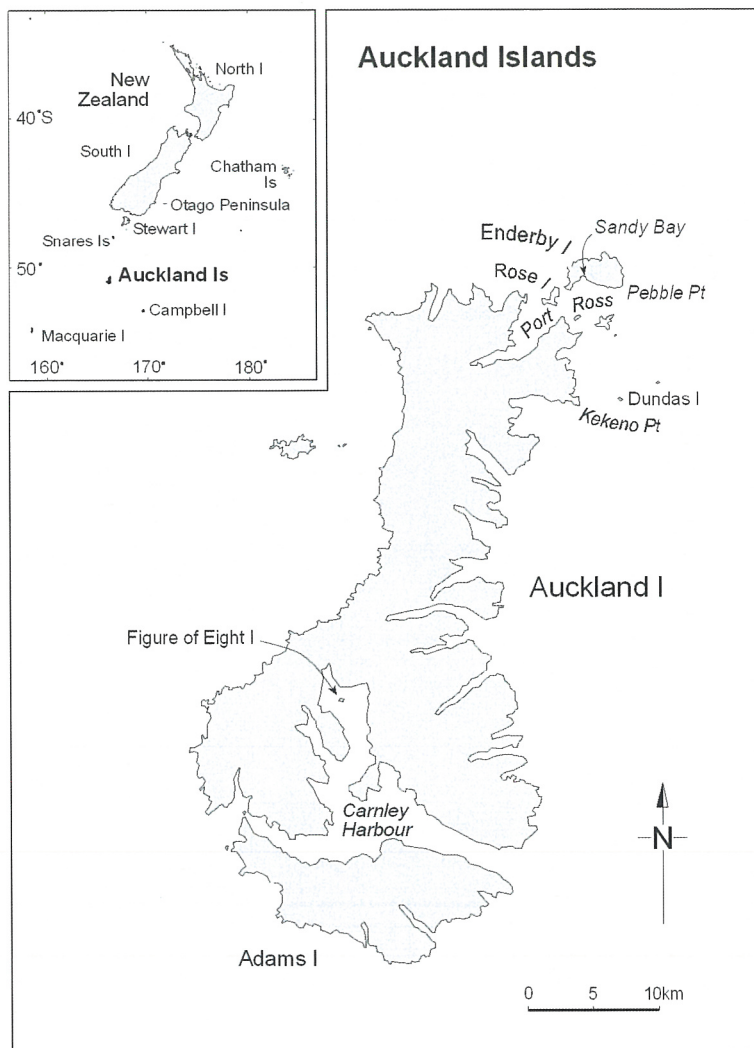 Auckland Islands
North I
New
Zealand
40°S
South I
Chatham
Is
Otago Peninsula
Stewart I
Snares Is
50°
Auckland Is
Campbell I
Macquarie I
160°
170°
180°
Sandy Bay
Enderby I
Rose I
Pebble Pt
Port Ross
Dundas I
Kekeno Pt
Auckland I
Figure of Eight I
Carnley
Harbour
N
Adams I
0 5 10km